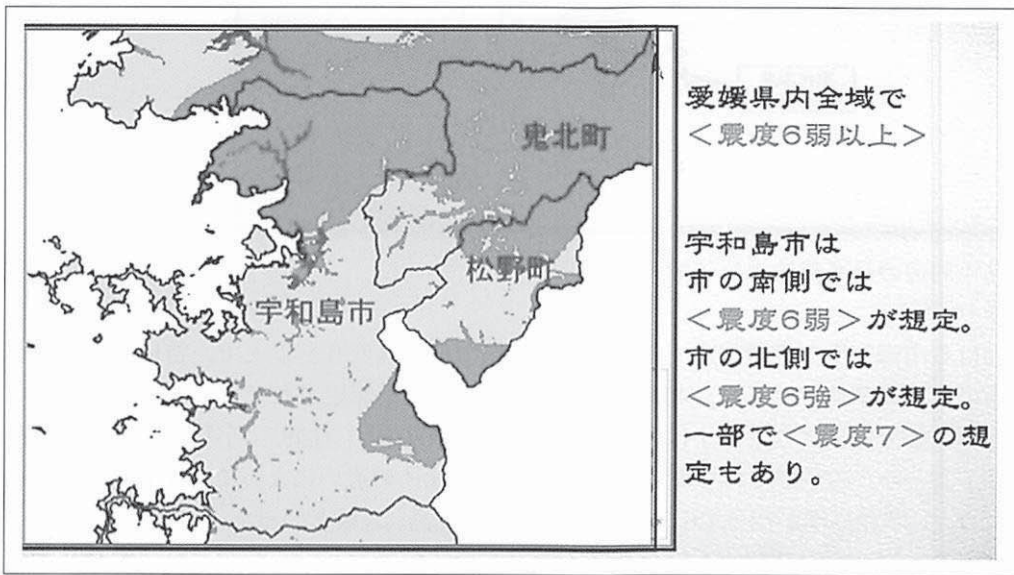 鬼北町
松野町
宇和島市
愛媛県内全域で
＜震度6弱以上＞
宇和島市は
市の南側では
＜震度6弱＞が想定。
市の北側では
＜震度6強＞が想定。
一部で＜震度7＞の想
定もあり。